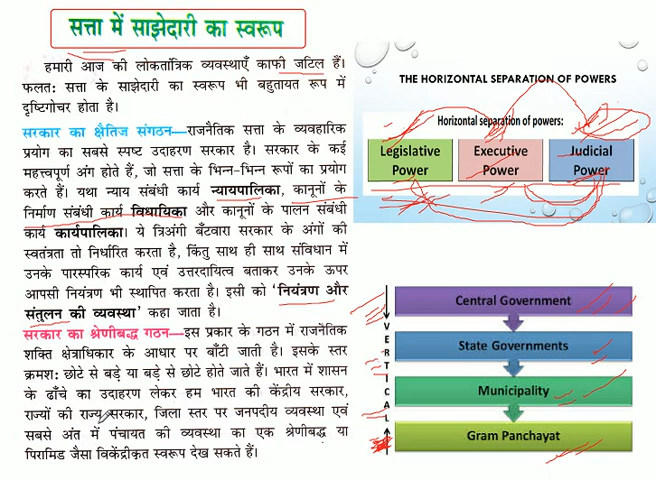 सत्ता में साझेदारी का स्वरूप
हमारी आज की लोकतांत्रिक व्यवस्थाएँ काफी जटिल हैं।
फलत: सत्ता के साझेदारी का स्वरूप भी बहुतायत रूप में
दृष्टिगोचर होता है।
सरकार का क्षैतिज संगठन—राजनैतिक सत्ता के व्यवहारिक
प्रयोग का सबसे स्पष्ट उदाहरण सरकार है। सरकार के कई
महत्त्वपूर्ण अंग होते हैं, जो सत्ता के भिन्न-भिन्न रूपों का प्रयोग
करते हैं। यथा न्याय संबंधी कार्य न्यायपालिका, कानूनों के
निर्माण संबंधी कार्य विधायिका और कानूनों के पालन संबंधी
कार्य कार्यपालिका। ये त्रिअंगी बँटवारा सरकार के अंगों की
स्वतंत्रता तो निर्धारित करता है, किंतु साथ ही साथ संविधान में
उनके पारस्परिक कार्य एवं उत्तरदायित्व बताकर उनके ऊपर
आपसी नियंत्रण भी स्थापित करता है। इसी को 'नियंत्रण और
संतुलन की व्यवस्था' कहा जाता है।
सरकार का श्रेणीबद्ध गठन—इस प्रकार के गठन में राजनैतिक
शक्ति क्षेत्राधिकार के आधार पर बाँटी जाती है। इसके स्तर
क्रमश: छोटे से बड़े या बड़े से छोटे होते जाते हैं। भारत में शासन
के ढाँचे का उदाहरण लेकर हम भारत की केंद्रीय सरकार,
राज्यों की राज्य सरकार, जिला स्तर पर जनपदीय व्यवस्था एवं
सबसे अंत में पंचायत की व्यवस्था का एक श्रेणीबद्ध या
पिरामिड जैसा विकेंद्रीकृत स्वरूप देख सकते हैं।
THE HORIZONTAL SEPARATION OF POWERS
Horizontal separation of powers:
Legislative Power
Executive Power
Judicial Power
VERTICAL
Central Government
State Governments
Municipality
Gram Panchayat